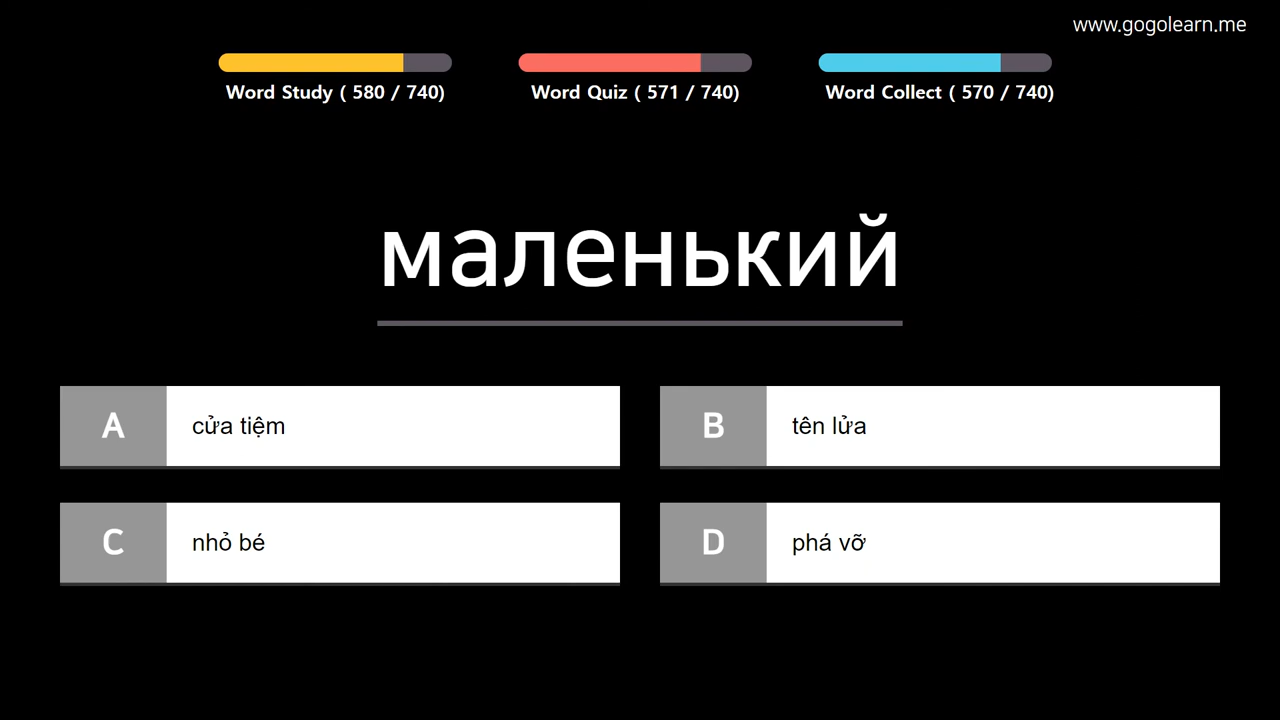 www.gogolearn.me
Word Study ( 580 / 740)
Word Quiz ( 571 / 740)
Word Collect ( 570 / 740)
маленький
A cửa tiệm
B tên lửa
C nhỏ bé
D phá vỡ